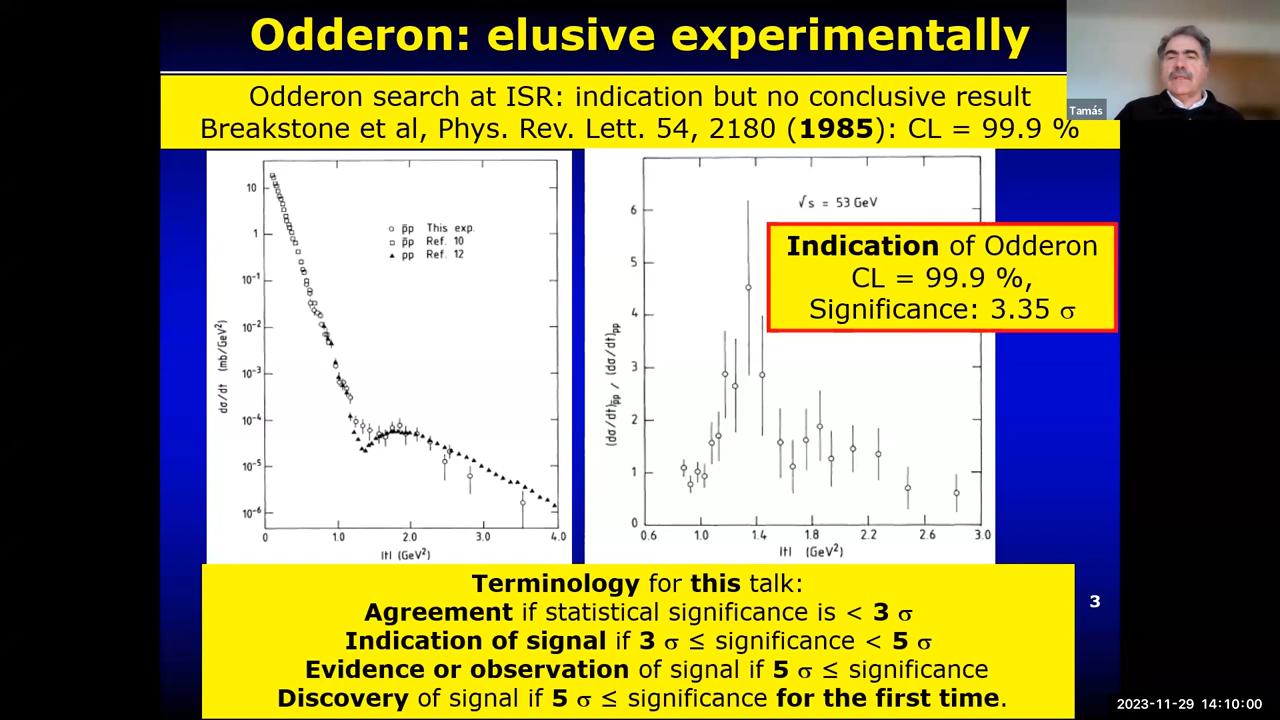 Odderon: elusive experimentally
Tamás
Odderon search at ISR: indication but no conclusive result
Breakstone et al, Phys. Rev. Lett. 54, 2180 (1985): CL = 99.9 %
10
1
10⁻¹
10⁻²
10⁻³
10⁻⁴
10⁻⁵
10⁻⁶
dσ/dt (mb/GeV²)
p̄p This exp.
p̄p Ref. 10
pp Ref. 12
0 1.0 2.0 3.0 4.0
|t| (GeV²)
√s = 53 GeV
6
5
4
3
2
1
0
(dσ/dt)p̄p / (dσ/dt)pp
0.6 1.0 1.4 1.8 2.2 2.6 3.0
|t| (GeV²)
Indication of Odderon
CL = 99.9 %,
Significance: 3.35 σ
Terminology for this talk:
Agreement if statistical significance is < 3 σ
Indication of signal if 3 σ ≤ significance < 5 σ
Evidence or observation of signal if 5 σ ≤ significance
Discovery of signal if 5 σ ≤ significance for the first time.
3
2023-11-29 14:10:00